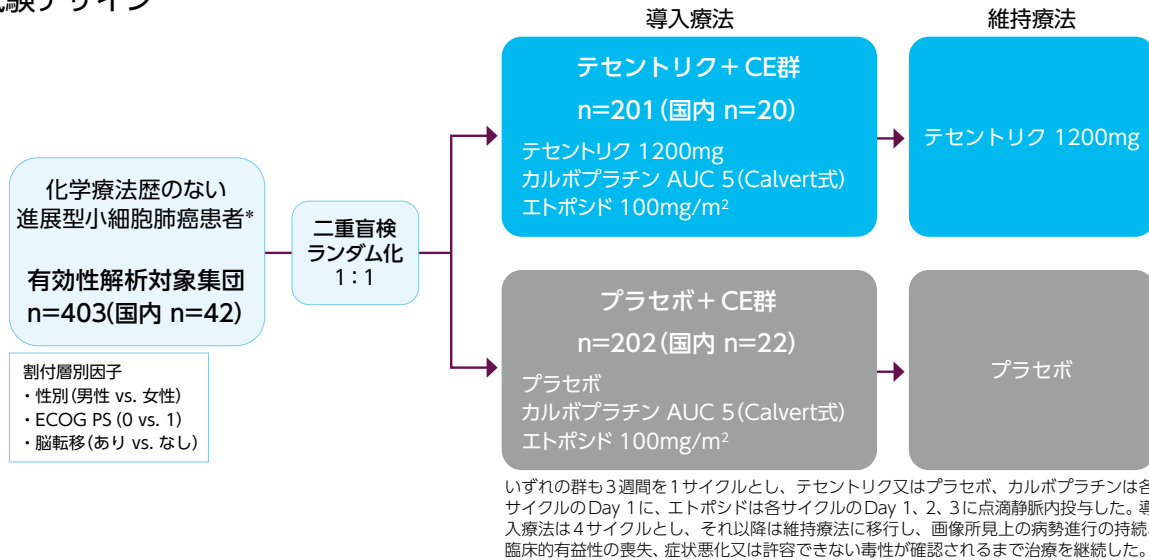 試験デザイン
導入療法
維持療法
化学療法歴のない
進展型小細胞肺癌患者*
有効性解析対象集団
n=403(国内 n=42)
割付層別因子
・性別(男性 vs. 女性)
・ECOG PS (0 vs. 1)
・脳転移(あり vs. なし)
二重盲検
ランダム化
1:1
テセントリク+CE群
n=201(国内 n=20)
テセントリク 1200mg
カルボプラチン AUC 5(Calvert式)
エトポシド 100mg/m²
テセントリク 1200mg
プラセボ+CE群
n=202(国内 n=22)
プラセボ
カルボプラチン AUC 5(Calvert式)
エトポシド 100mg/m²
プラセボ
いずれの群も3週間を1サイクルとし、テセントリク又はプラセボ、カルボプラチンは各
サイクルのDay 1に、エトポシドは各サイクルのDay 1、2、3に点滴静脈内投与した。導
入療法は4サイクルとし、それ以降は維持療法に移行し、画像所見上の病勢進行の持続、
臨床的有益性の喪失、症状悪化又は許容できない毒性が確認されるまで治療を継続した。